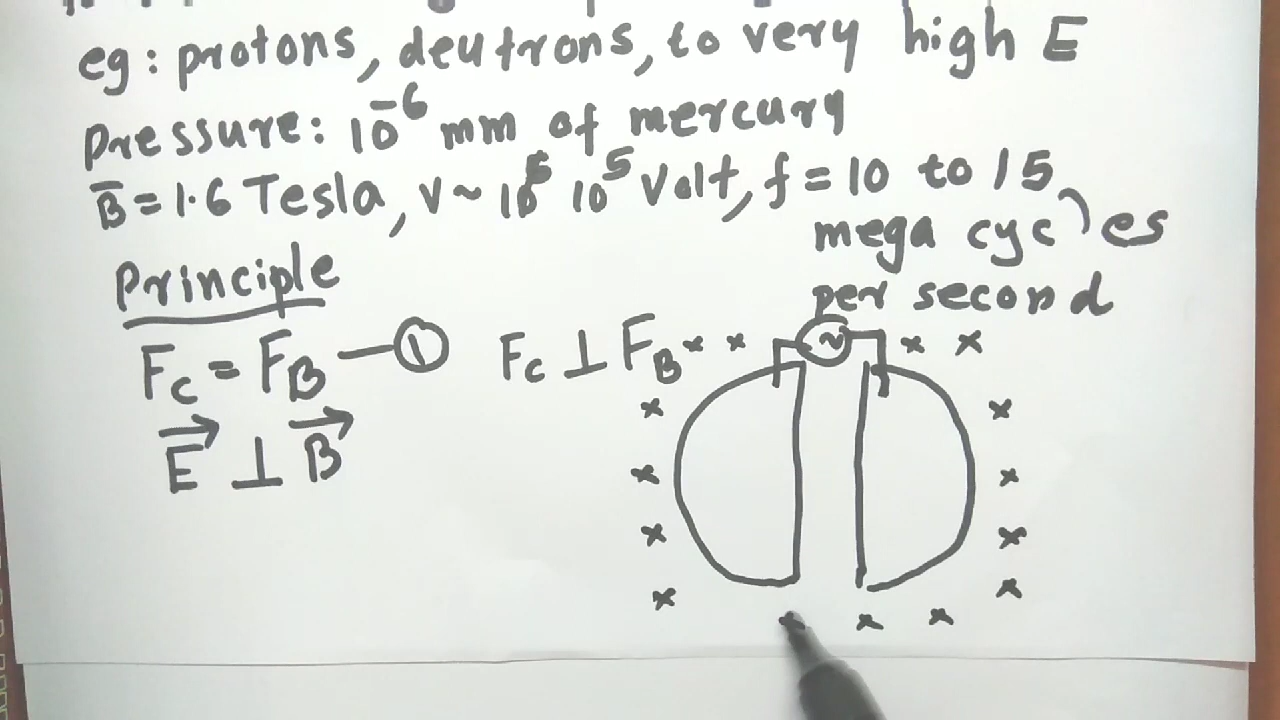 eg: protons, deutrons, to very high E
Pressure: 10⁻⁶ mm of mercury
B̅ = 1.6 Tesla, V ~ 10⁵ Volt, f = 10 to 15
mega cycles
per second
Principle
Fc = FB — ①
Fc ⊥ FB
E⃗ ⊥ B⃗